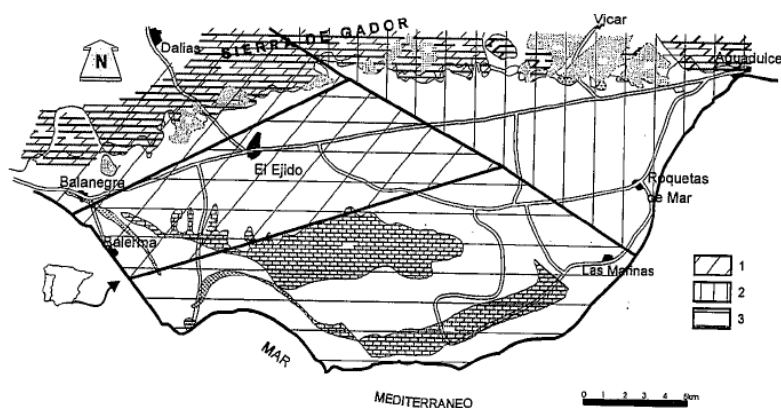 Vicar
Dalias
SIERRA DE GADOR
N
Aguadulce
El Ejido
Balanegra
Roquetas
de Mar
Balerma
Las Marinas
1
2
3
MAR
MEDITERRANEO
0 1 2 3 4 5km